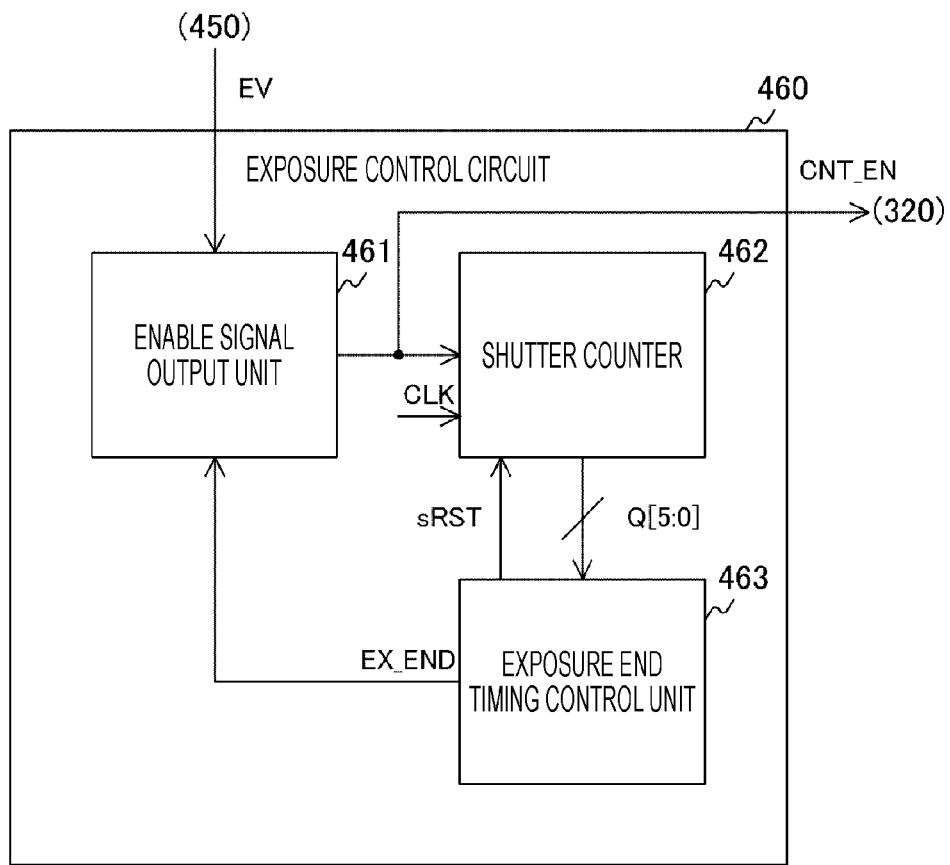 (450)
EV
460
EXPOSURE CONTROL CIRCUIT
CNT_EN
(320)
461
462
ENABLE SIGNAL
OUTPUT UNIT
SHUTTER COUNTER
CLK
sRST
Q[5:0]
463
EX_END
EXPOSURE END
TIMING CONTROL UNIT